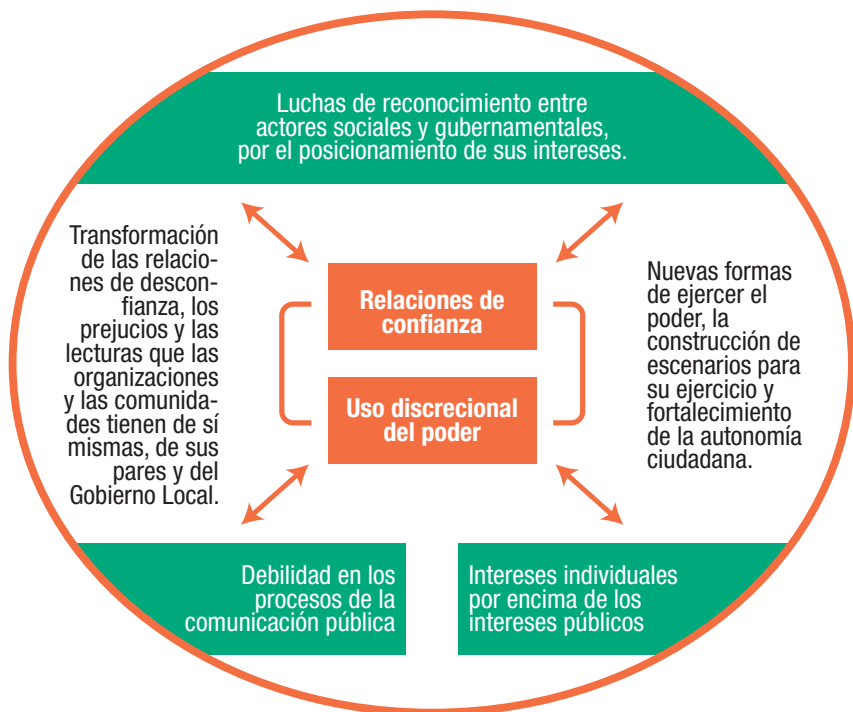 Luchas de reconocimiento entre
actores sociales y gubernamentales,
por el posicionamiento de sus intereses.
Transformación
de las relacio-
nes de descon-
fianza, los
prejucios y las
lecturas que las
organizaciones
y las comunida-
des tienen de sí
mismas, de sus
pares y del
Gobierno Local.
Relaciones de
confianza
Uso discrecional
del poder
Nuevas formas
de ejercer el
poder, la
construcción de
escenarios para
su ejercicio y
fortalecimiento
de la autonomía
ciudadana.
Debilidad en los
procesos de la
comunicación pública
Intereses individuales
por encima de los
intereses públicos